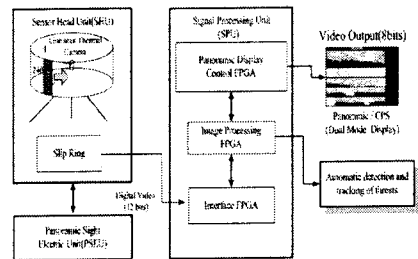 Sensor Head Unit(SHU)
Thermal
Camera
Slip Ring
Panoramic Sight
Electric Unit(PSEU)
Digital Video
(12 bits)
Signal Processing Unit
(SPU)
Panoramic Display
Control FPGA
Image Processing
FPGA
Interface FPGA
Video Output(8bits)
Panoramic / CPS
(Dual Mode Display)
Automatic detection and
tracking of threats